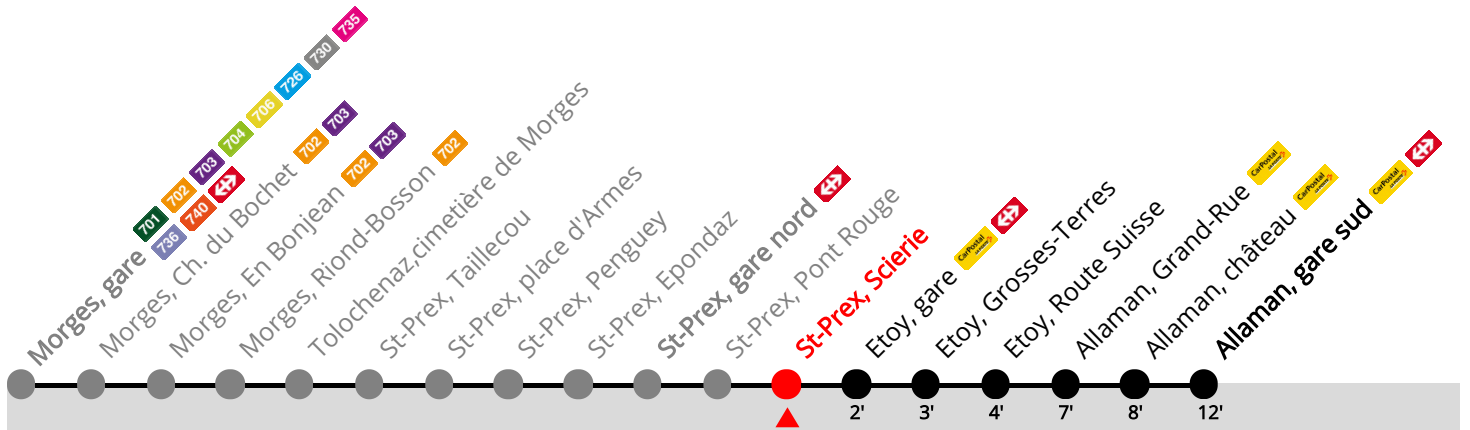 Morges, gare
701 702 703 704 706 726 730 735
736 740
Morges, Ch. du Bochet 702 703
Morges, En Bonjean 702 703
Morges, Riond-Bosson 702
Tolochenaz,cimetière de Morges
St-Prex, Taillecou
St-Prex, place d'Armes
St-Prex, Penguey
St-Prex, Epondaz
St-Prex, gare nord
St-Prex, Pont Rouge
St-Prex, Scierie
Etoy, gare CarPostal
Etoy, Grosses-Terres
Etoy, Route Suisse
Allaman, Grand-Rue CarPostal
Allaman, château CarPostal
Allaman, gare sud CarPostal
2' 3' 4' 7' 8' 12'